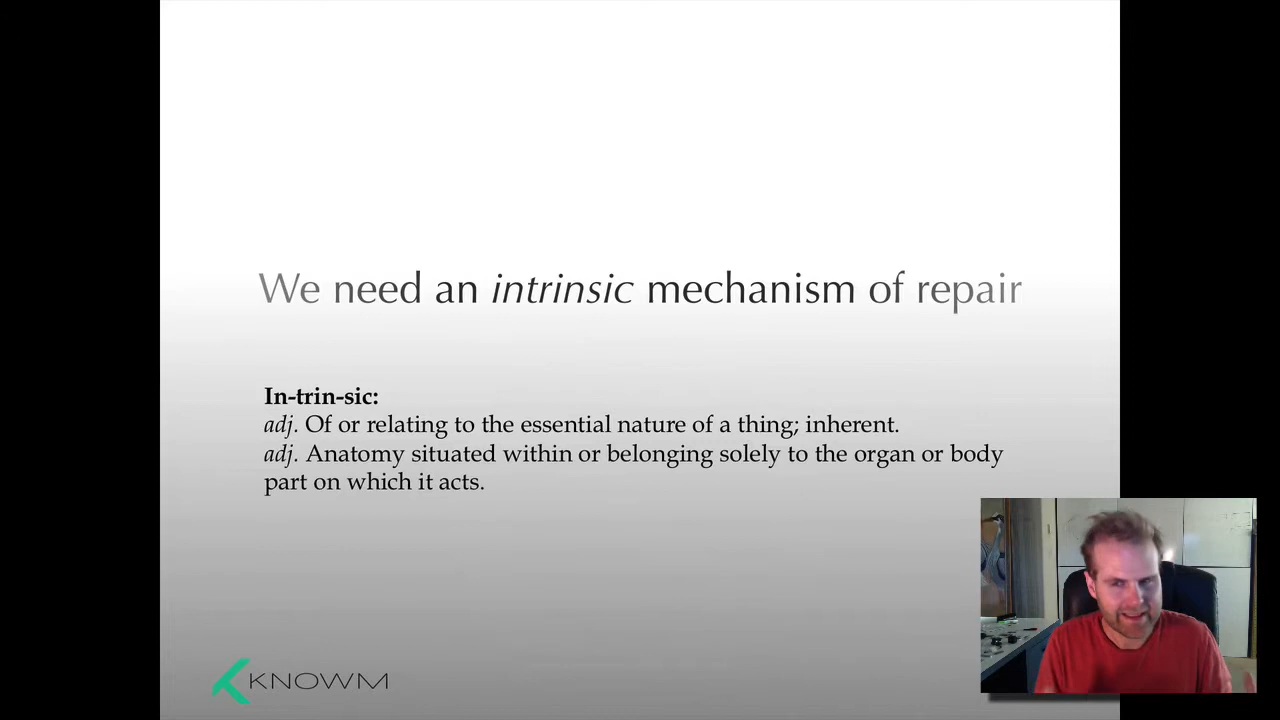 We need an intrinsic mechanism of repair
In-trin-sic:
adj. Of or relating to the essential nature of a thing; inherent.
adj. Anatomy situated within or belonging solely to the organ or body
part on which it acts.
KNOWM